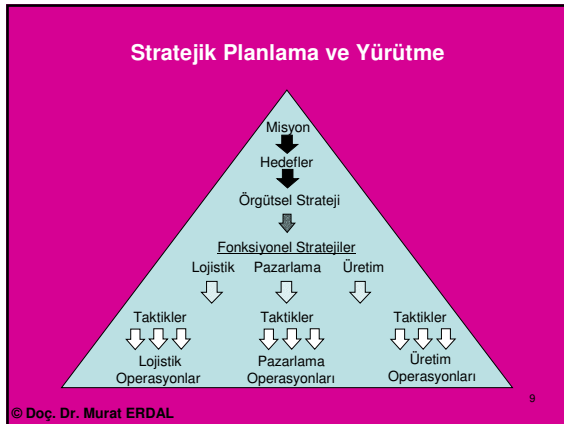 Stratejik Planlama ve Yürütme
Misyon
Hedefler
Örgütsel Strateji
Fonksiyonel Stratejiler
Lojistik Pazarlama Üretim
Taktikler Taktikler Taktikler
Lojistik Pazarlama Üretim
Operasyonlar Operasyonları Operasyonları
9
© Doç. Dr. Murat ERDAL